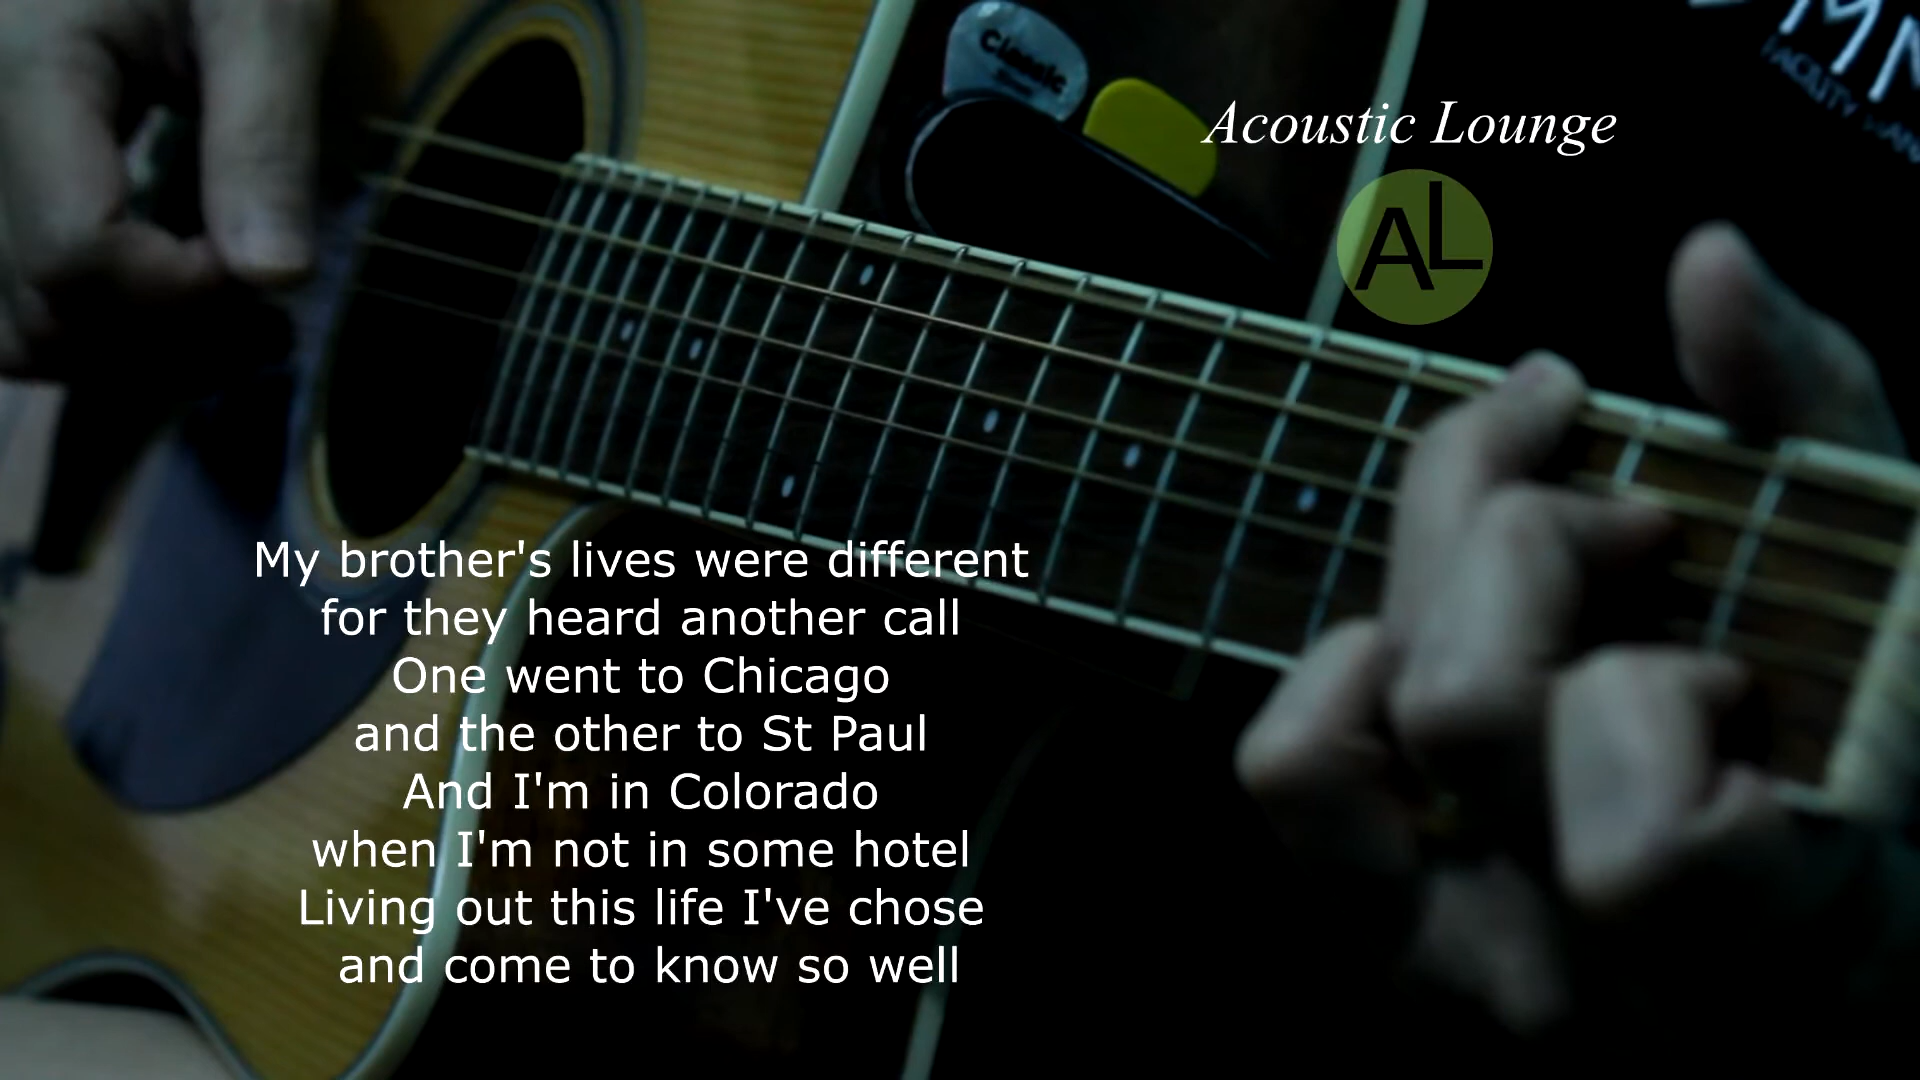 Classic
Acoustic Lounge
AL
FACILITY
My brother's lives were different
for they heard another call
One went to Chicago
and the other to St Paul
And I'm in Colorado
when I'm not in some hotel
Living out this life I've chose
and come to know so well